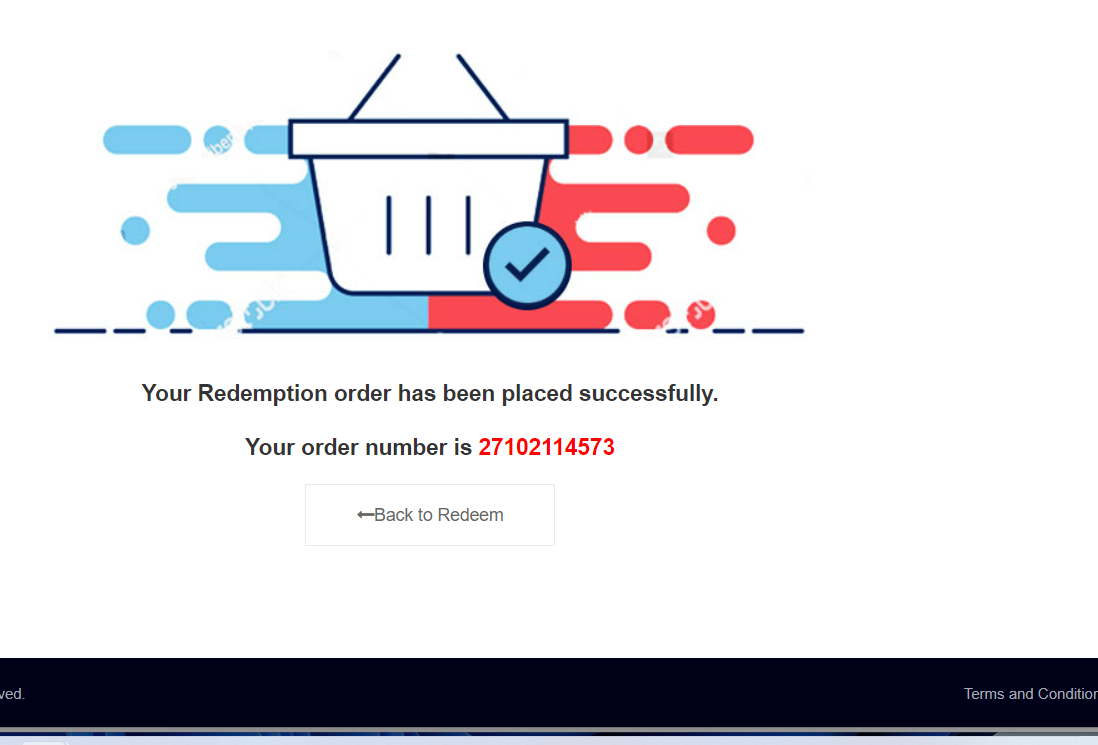 Your Redemption order has been placed successfully.
Your order number is 27102114573
Back to Redeem
ved.
Terms and Condition